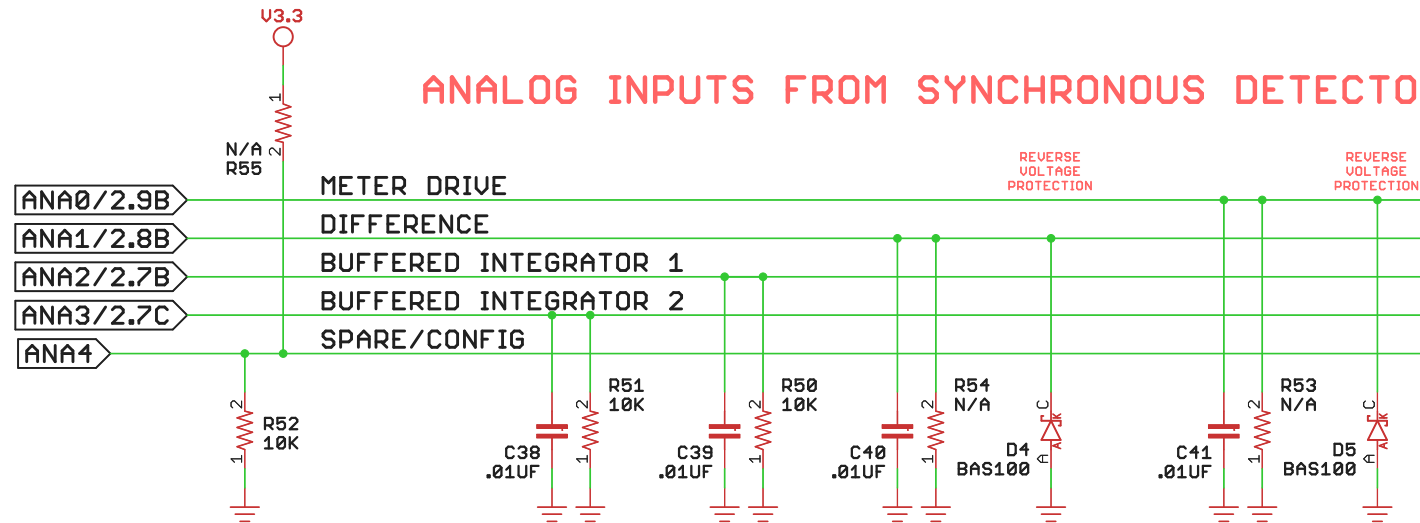 V3.3
ANALOG INPUTS FROM SYNCHRONOUS DETECTO
1
2
N/A
R55
REVERSE
VOLTAGE
PROTECTION
REVERSE
VOLTAGE
PROTECTION
ANA0/2.9B
METER DRIVE
ANA1/2.8B
DIFFERENCE
ANA2/2.7B
BUFFERED INTEGRATOR 1
ANA3/2.7C
BUFFERED INTEGRATOR 2
ANA4
SPARE/CONFIG
2
1
R52
10K
C38
.01UF
2
1
R51
10K
C39
.01UF
2
1
R50
10K
C40
.01UF
2
1
R54
N/A
D4
BAS100
C
K
A
A
C41
.01UF
2
1
R53
N/A
D5
BAS100
C
K
A
A